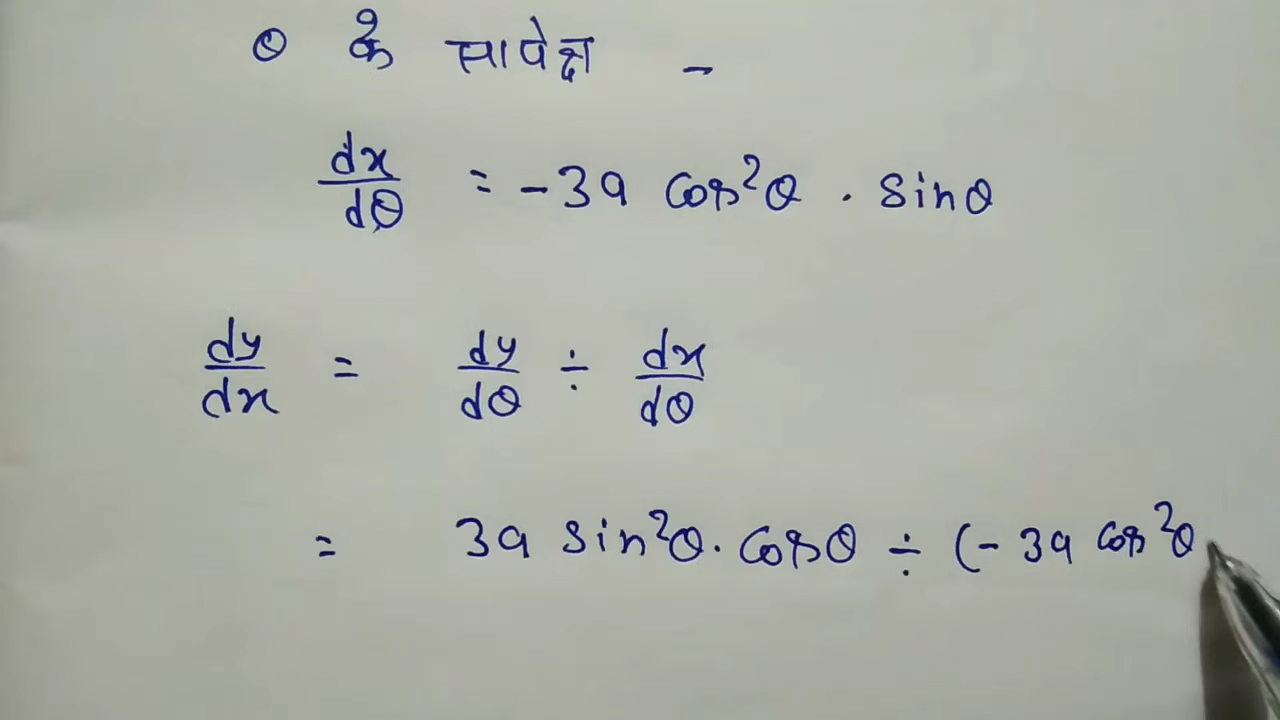 θ के सापेक्ष -
dx/dθ = -3a cos²θ . sinθ
dy/dx = dy/dθ ÷ dx/dθ
= 3a sin²θ. cosθ ÷ (-3a cos²θ